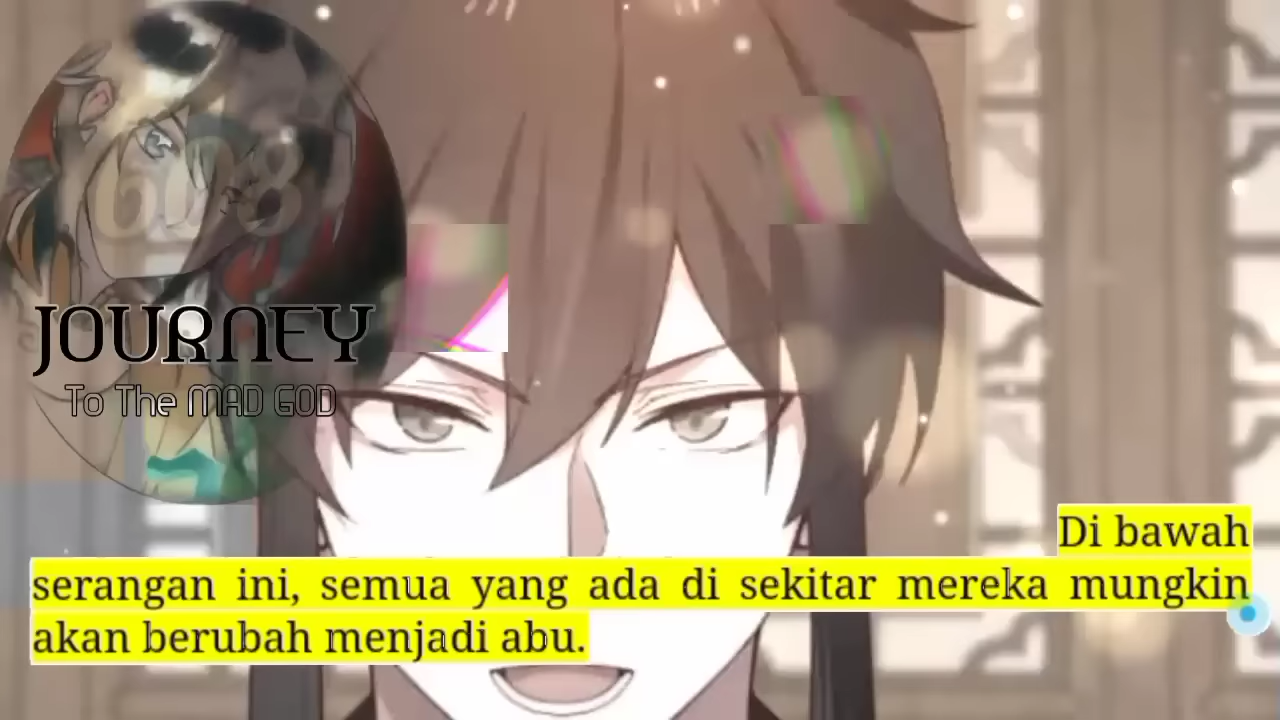 608
JOURNEY
To The MAD GOD
Di bawah
serangan ini, semua yang ada di sekitar mereka mungkin
akan berubah menjadi abu.